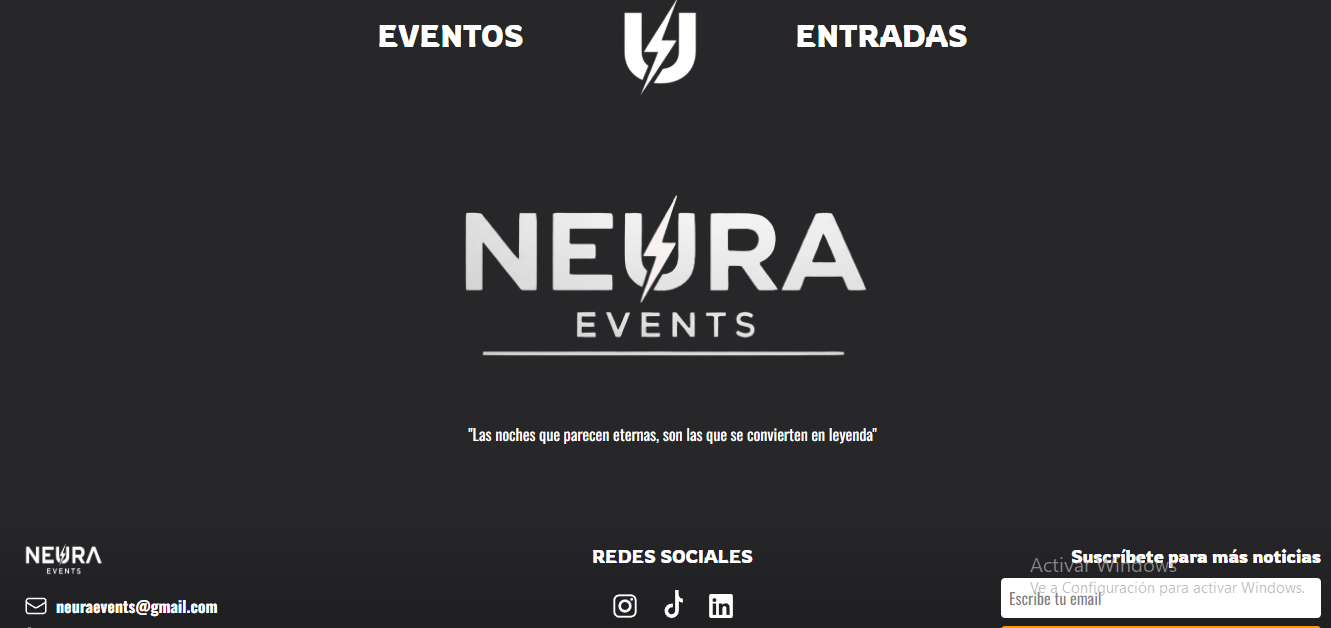 EVENTOS
U
ENTRADAS
NEURA
EVENTS
"Las noches que parecen eternas, son las que se convierten en leyenda"
NEURA
EVENTS
neuraevents@gmail.com
REDES SOCIALES
in
Suscríbete para más noticias
Escribe tu email
Activar Windows
Ve a Configuración para activar Windows.